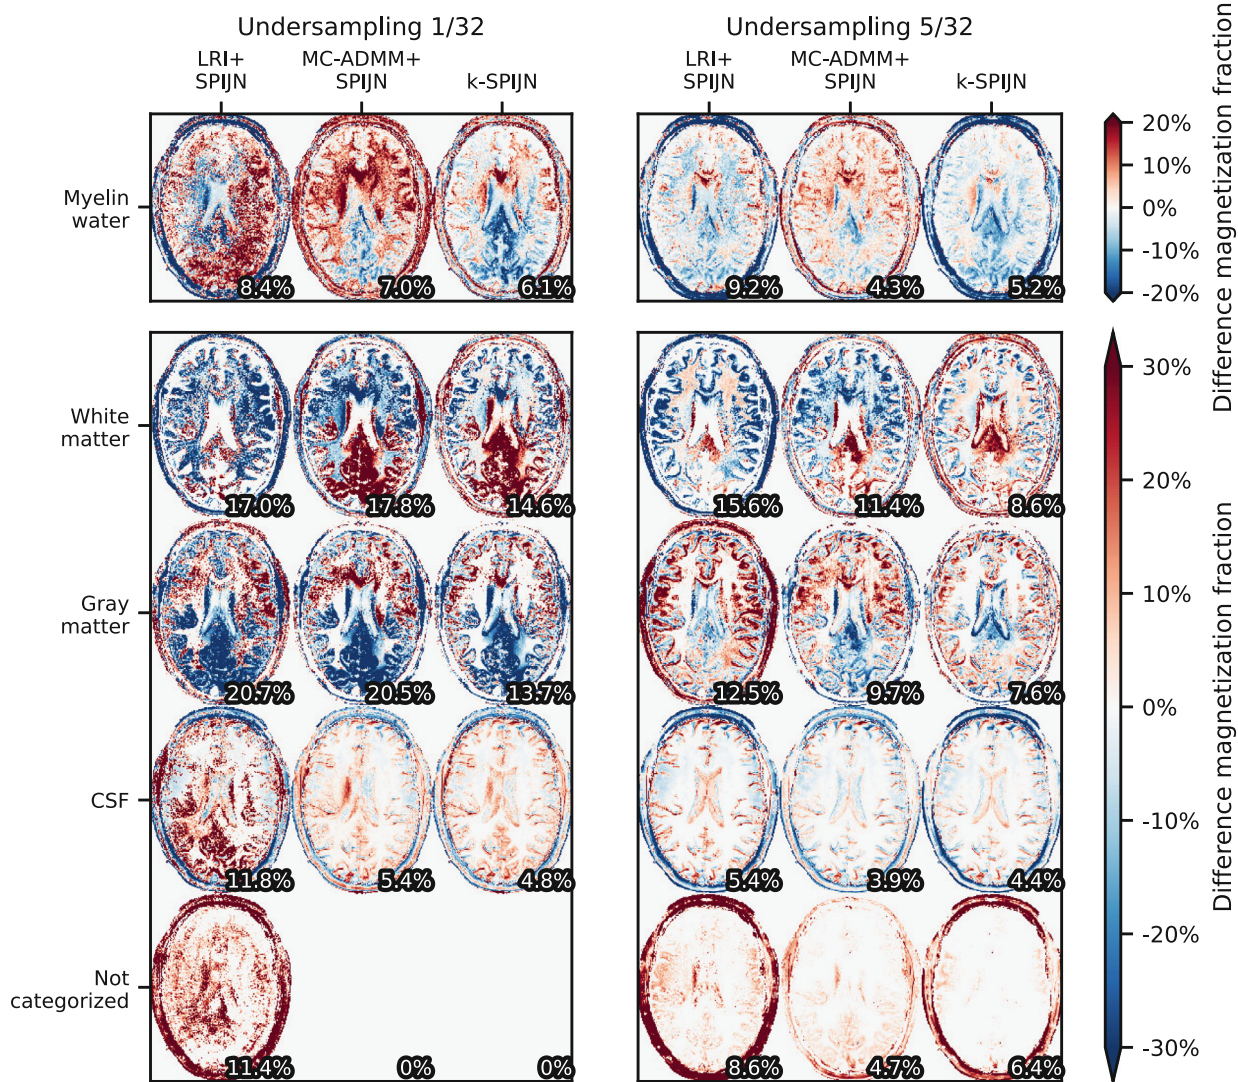 Undersampling 1/32
Undersampling 5/32
LRI+
SPIJN
MC-ADMM+
SPIJN
k-SPIJN
LRI+
SPIJN
MC-ADMM+
SPIJN
k-SPIJN
Myelin
water
8.4%
7.0%
6.1%
9.2%
4.3%
5.2%
20%
10%
0%
-10%
-20%
Difference magnetization fraction
White
matter
17.0%
17.8%
14.6%
15.6%
11.4%
8.6%
Gray
matter
20.7%
20.5%
13.7%
12.5%
9.7%
7.6%
CSF
11.8%
5.4%
4.8%
5.4%
3.9%
4.4%
Not
categorized
11.4%
0%
0%
8.6%
4.7%
6.4%
30%
20%
10%
0%
-10%
-20%
-30%
Difference magnetization fraction